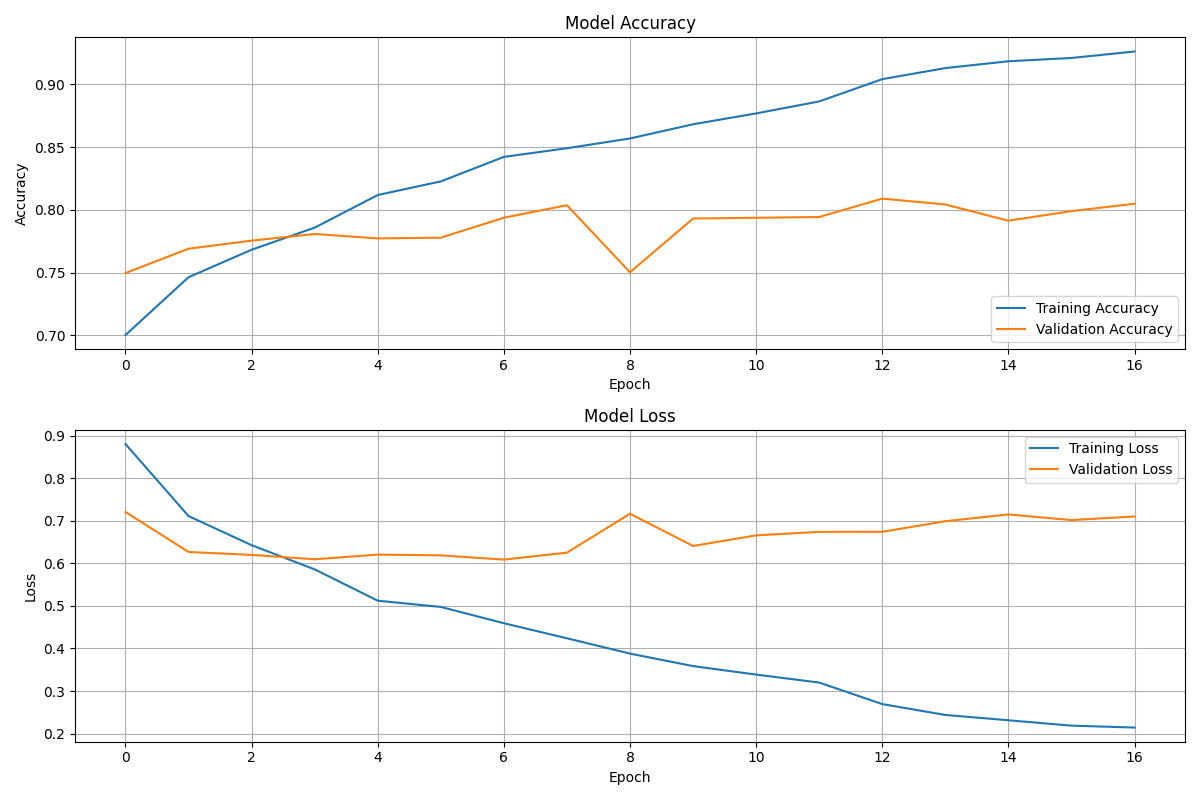 Model Accuracy
Accuracy
0.90
0.85
0.80
0.75
0.70
Training Accuracy
Validation Accuracy
0 2 4 6 8 10 12 14 16
Epoch
Model Loss
Loss
0.9
0.8
0.7
0.6
0.5
0.4
0.3
0.2
Training Loss
Validation Loss
0 2 4 6 8 10 12 14 16
Epoch